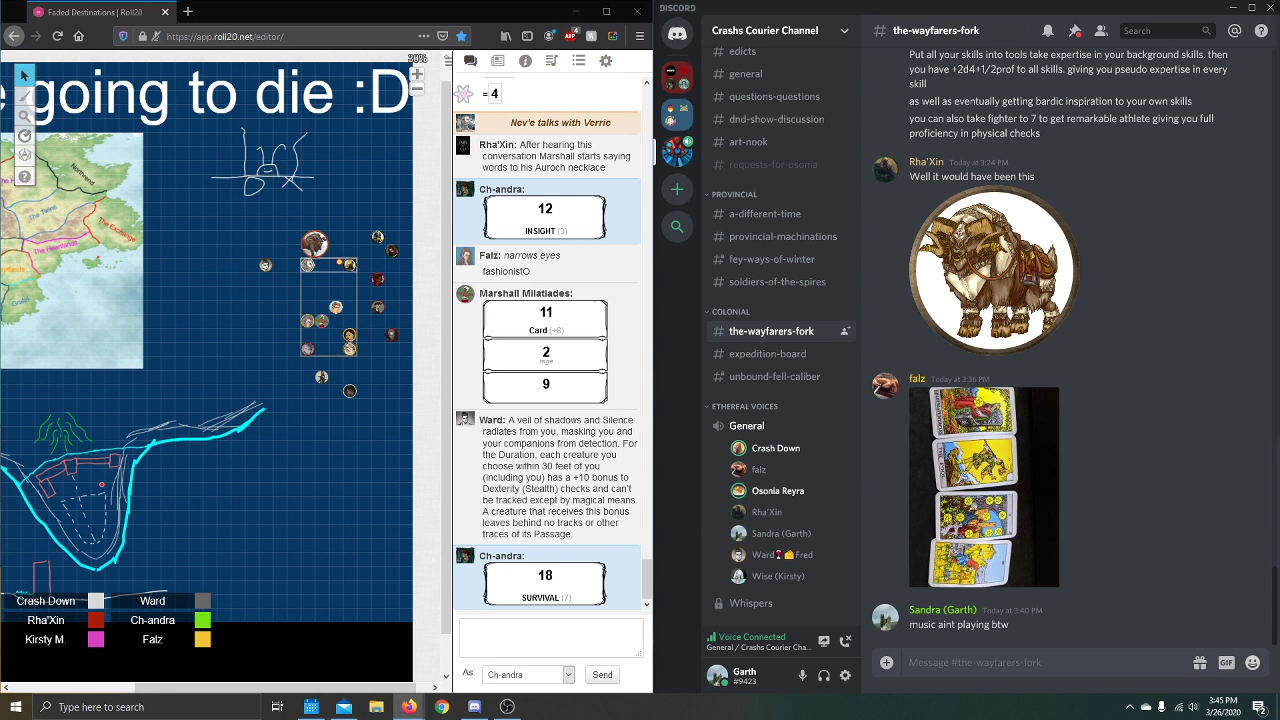 Faded Destinations | Roll20
https://app.roll20.net/editor/
20%
e going to die :D
Northrend
The Twins
The Exchange
The Heartlands
Crash Down
Ward
Rha'Xin
Ch-andra
Kirsty M.
Falz
=4
Nev'e talks with Verric
Rha'Xin: After hearing this
conversation Marshall starts saying
words to his Auroch necklace
Ch-andra:
12
INSIGHT (3)
Falz: narrows eyes
fashionistO
Marshall Milatiades:
11
Card (+8)
2
rage
9
Ward: A veil of shadows and Silence
radiates from you, masking you and
your companions from detection. For
the Duration, each creature you
choose within 30 feet of you
(including you) has a +10 bonus to
Dexterity (Stealth) checks and can't
be tracked except by magical means.
A creature that receives this bonus
leaves behind no tracks or other
traces of its Passage.
Ch-andra:
18
SURVIVAL (7)
As:
Ch-andra
Send
DISCORD
Crashs Courier Channel
edicts
general
questions-questions
dnd-show-discussion
art-nook
requests-for-osonia
PROVINCIAL
a-different-time
provincial-machinations
fey-ways-of-winter
soldiers-of-the-spires
COLONIAL
the-wayfarers-fork
expedition-board
unbound-fell-caliber
ETHEREAL VOICES
General
Crash Down
falz
Osonia Reyra
Rha'Xin
Sandra (Garth)
Ward🍷🧀Fred
Wise (Kirsty)
Whispers
Voice Connected
General / Crashs Courier Cha...
Garth
#9423
the-wayfarers-fork
Search
Put all your skills into tools take expertise in your most used skills, then
you have +2d4+1/2prof to all skills, giving you almost expertise in every
skill
as well as eventually getting bardic inspiration to your own skills
you can also take fighter to 7 to get remarkable athlete giving you full
proficiency in physical checks
Rha'Xin Today at 3:24 PM
Well it would have been this
falz Today at 3:36 PM
Sandra (Garth) Today at 3:40 PM
music aint playing btw
Message #the-wayfarers-fork
GIF
Type here to search
3:45 PM
3/26/2020